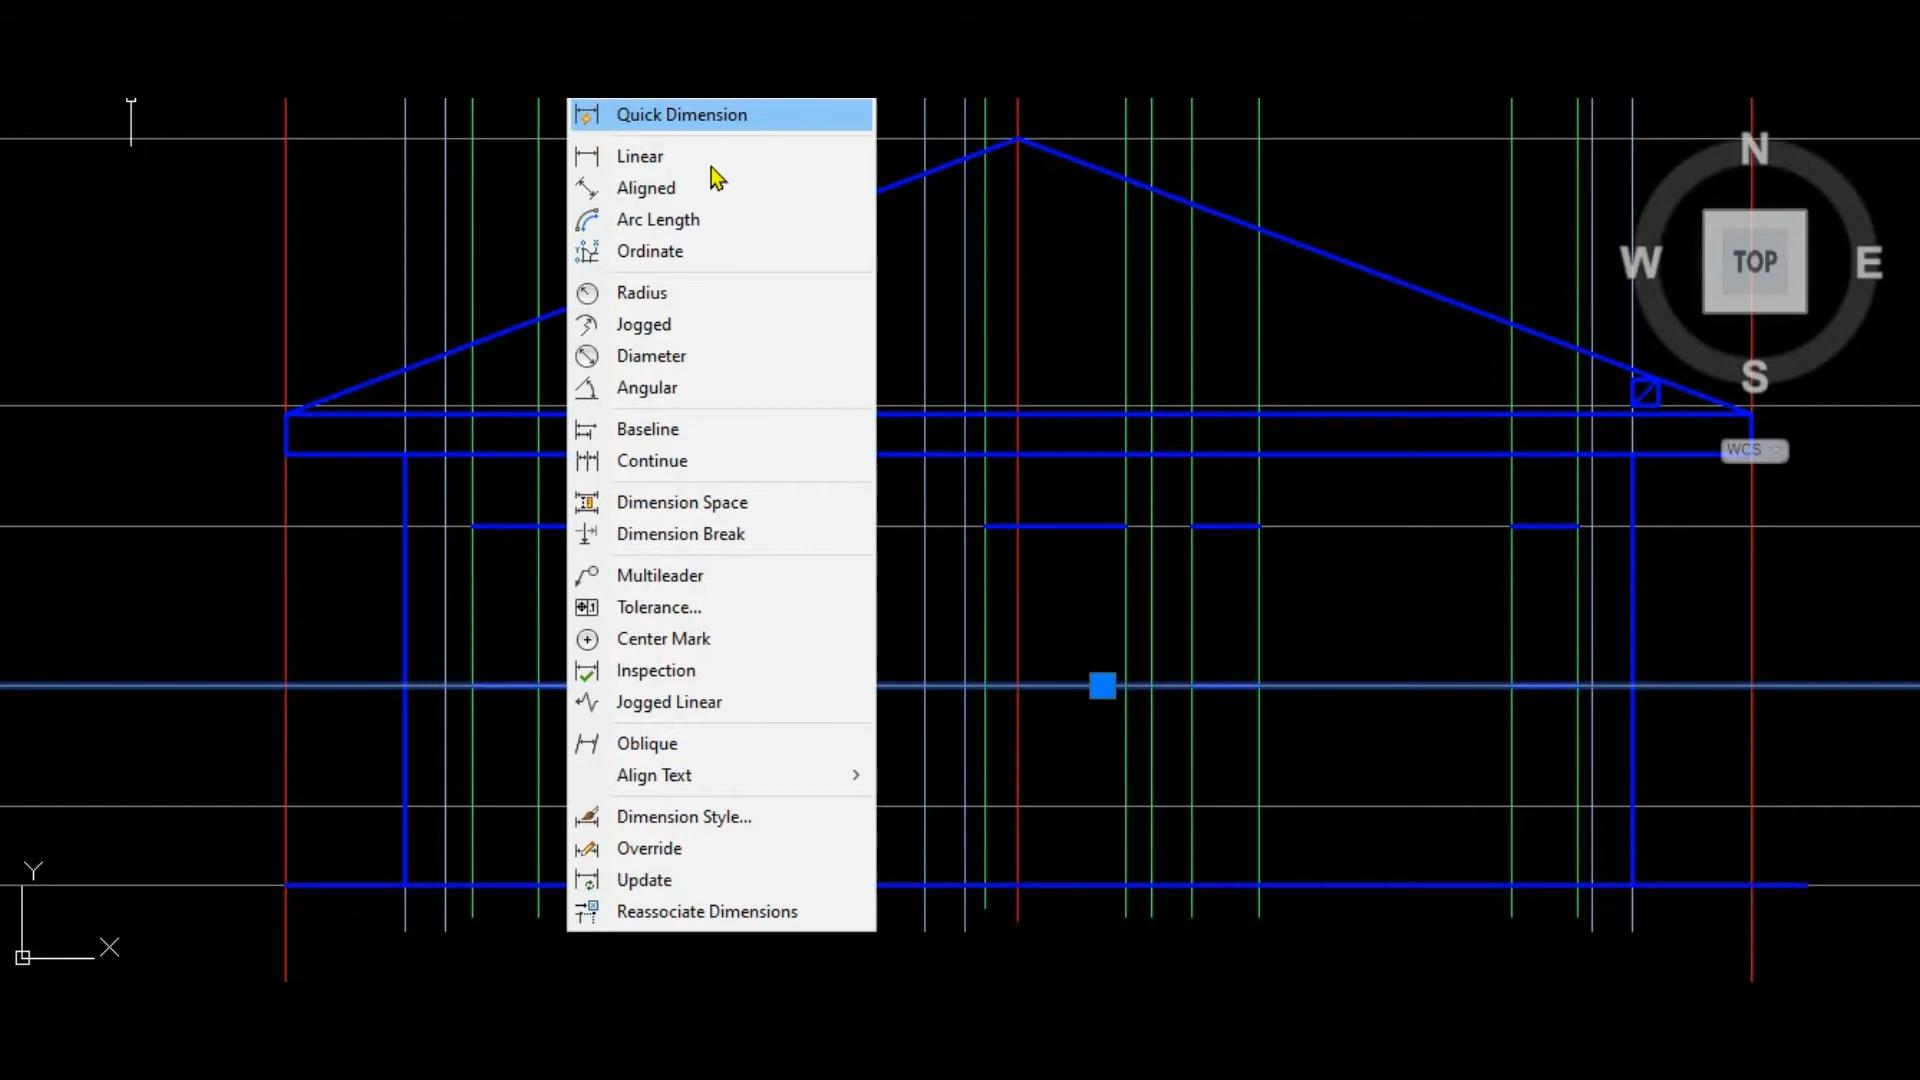 Quick Dimension
Linear
Aligned
Arc Length
Ordinate
Radius
Jogged
Diameter
Angular
Baseline
Continue
Dimension Space
Dimension Break
Multileader
Tolerance...
Center Mark
Inspection
Jogged Linear
Oblique
Align Text
Dimension Style...
Override
Update
Reassociate Dimensions
N
W TOP E
S
WCS
Y
X